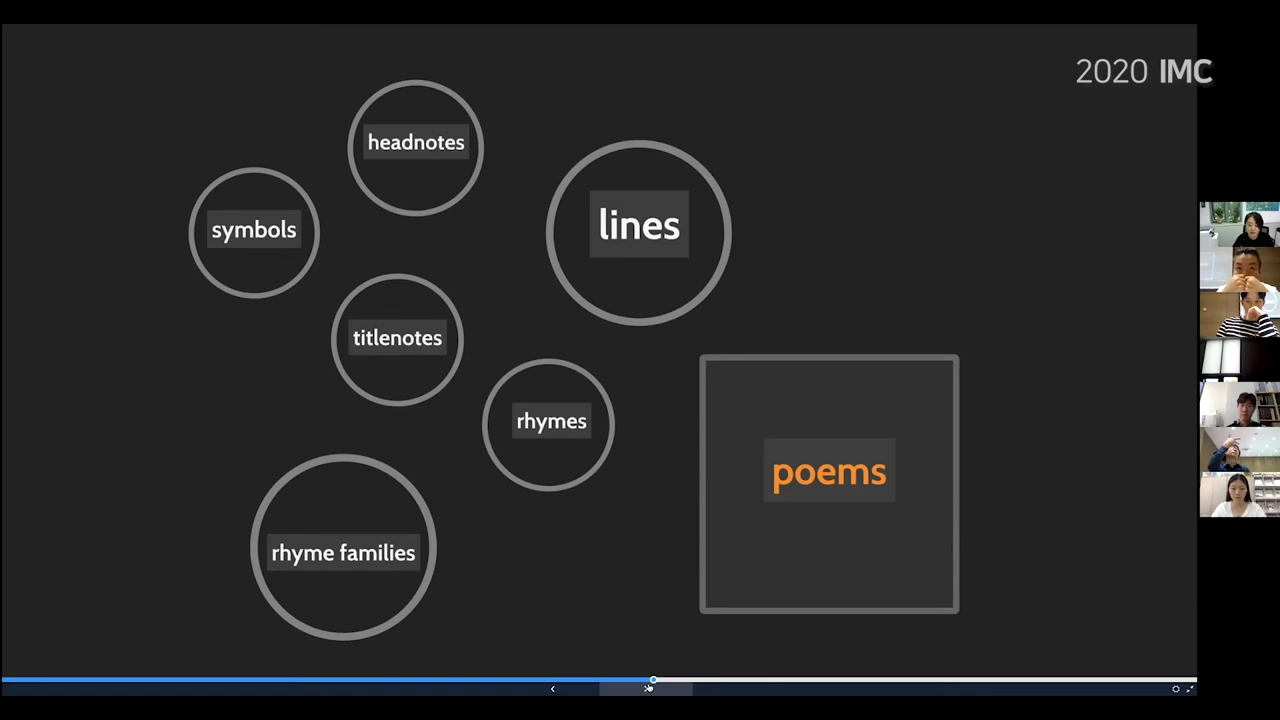 2020 IMC
headnotes
lines
symbols
titlenotes
rhymes
poems
rhyme families